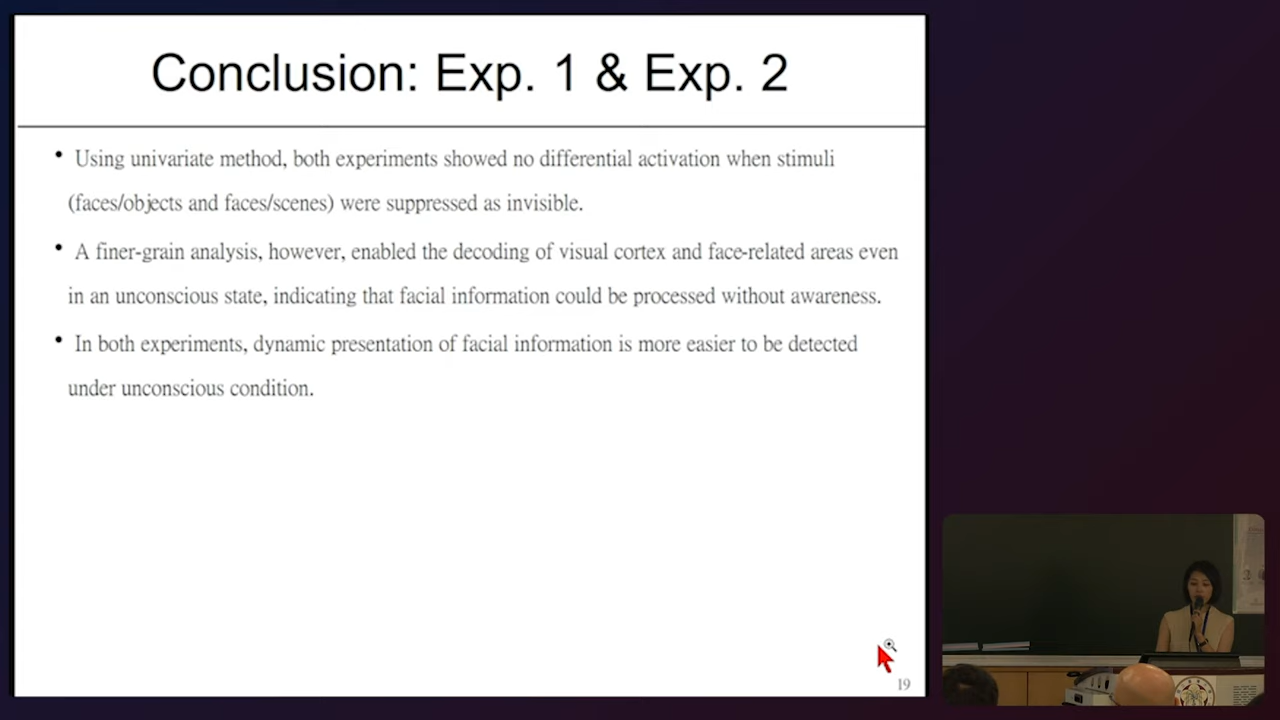 Conclusion: Exp. 1 & Exp. 2
• Using univariate method, both experiments showed no differential activation when stimuli
(faces/objects and faces/scenes) were suppressed as invisible.
• A finer-grain analysis, however, enabled the decoding of visual cortex and face-related areas even
in an unconscious state, indicating that facial information could be processed without awareness.
• In both experiments, dynamic presentation of facial information is more easier to be detected
under unconscious condition.
19